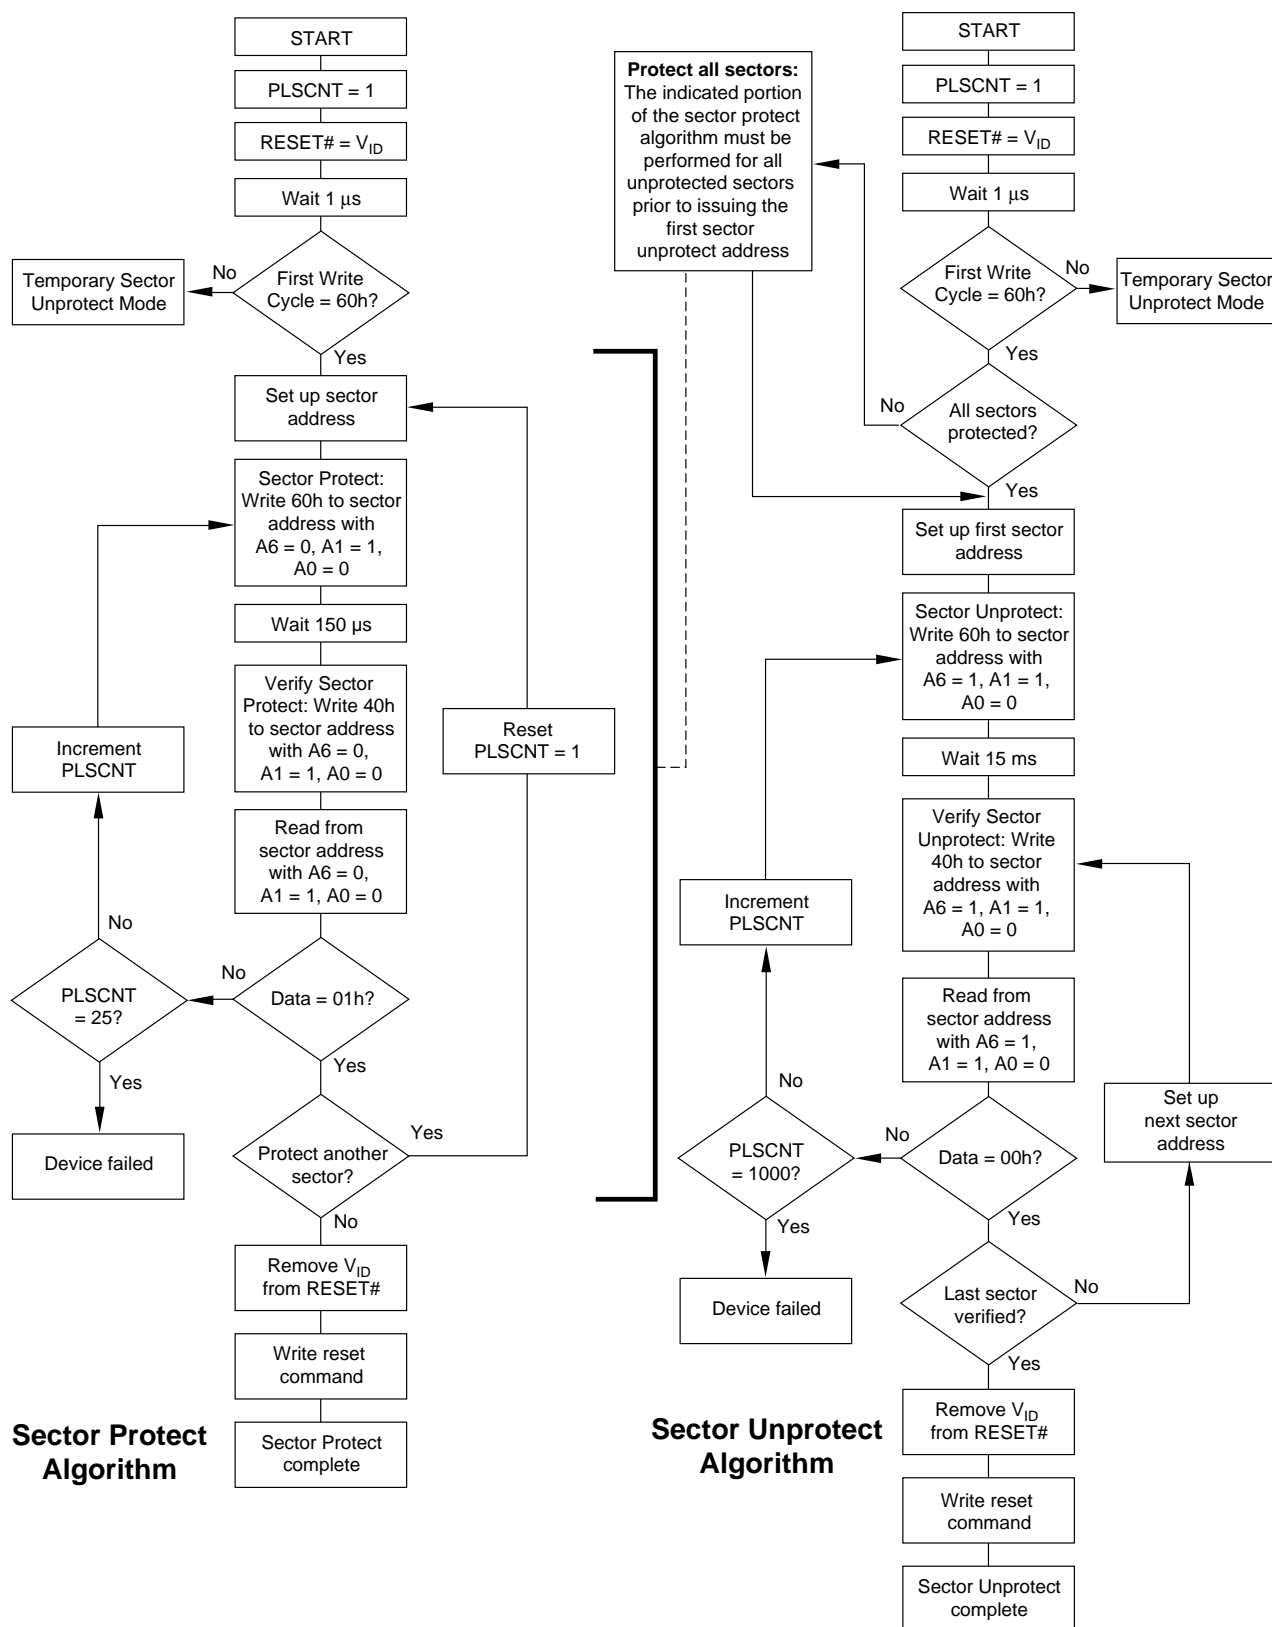 START
PLSCNT = 1
RESET# = VID
Wait 1 μs
First Write
Cycle = 60h?
No
Temporary Sector
Unprotect Mode
Yes
Set up sector
address
Sector Protect:
Write 60h to sector
address with
A6 = 0, A1 = 1,
A0 = 0
Wait 150 µs
Verify Sector
Protect: Write 40h
to sector address
with A6 = 0,
A1 = 1, A0 = 0
Reset
PLSCNT = 1
Increment
PLSCNT
Read from
sector address
with A6 = 0,
A1 = 1, A0 = 0
No
No
PLSCNT
= 25?
Data = 01h?
Yes
Yes
Device failed
Protect another
sector?
Yes
No
Remove VID
from RESET#
Write reset
command
Sector Protect
complete
Sector Protect
Algorithm
Protect all sectors:
The indicated portion
of the sector protect
algorithm must be
performed for all
unprotected sectors
prior to issuing the
first sector
unprotect address
START
PLSCNT = 1
RESET# = VID
Wait 1 μs
First Write
Cycle = 60h?
No
Temporary Sector
Unprotect Mode
Yes
No
All sectors
protected?
Yes
Set up first sector
address
Sector Unprotect:
Write 60h to sector
address with
A6 = 1, A1 = 1,
A0 = 0
Wait 15 ms
Verify Sector
Unprotect: Write
40h to sector
address with
A6 = 1, A1 = 1,
A0 = 0
Increment
PLSCNT
Read from
sector address
with A6 = 1,
A1 = 1, A0 = 0
No
No
PLSCNT
= 1000?
Data = 00h?
Set up
next sector
address
Yes
Yes
Device failed
Last sector
verified?
No
Yes
Remove VID
from RESET#
Write reset
command
Sector Unprotect
complete
Sector Unprotect
Algorithm